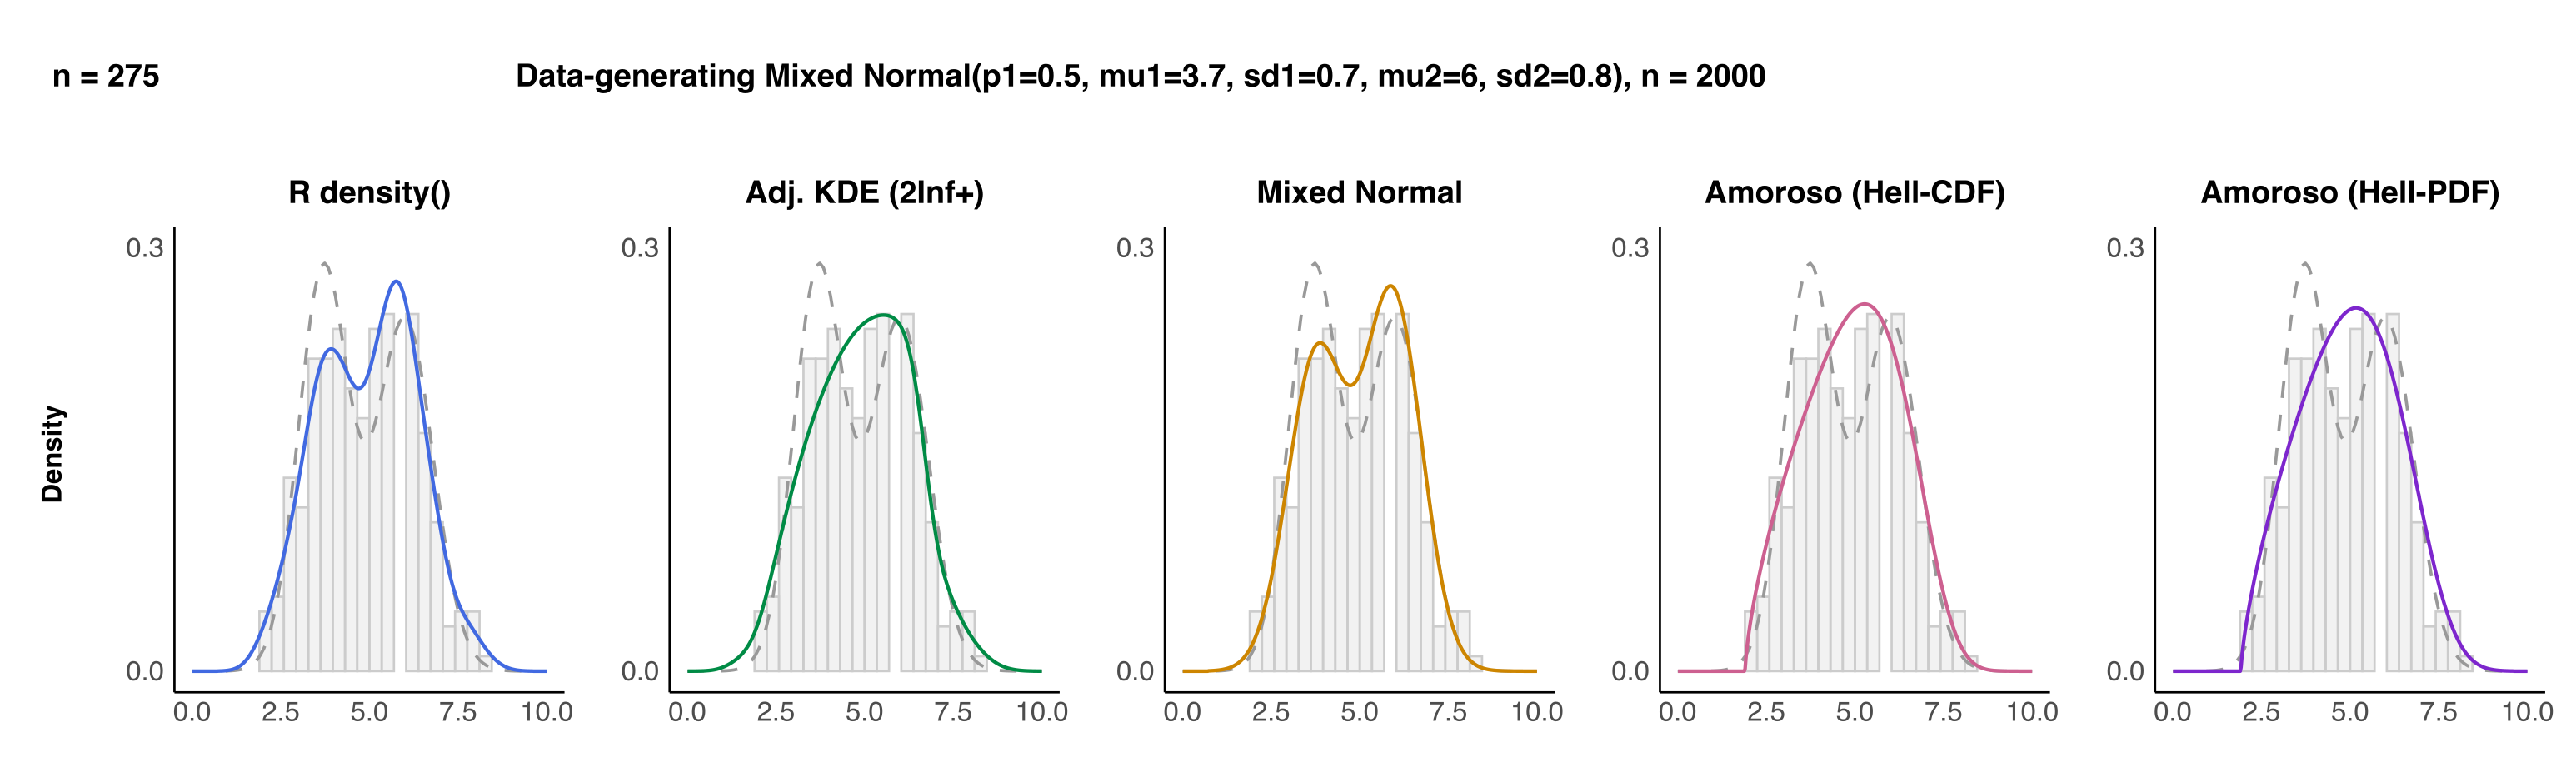 n = 275
Data-generating Mixed Normal(p1=0.5, mu1=3.7, sd1=0.7, mu2=6, sd2=0.8), n = 2000
R density()
Adj. KDE (2Inf+)
Mixed Normal
Amoroso (Hell-CDF)
Amoroso (Hell-PDF)
Density
0.3
0.0
0.0 2.5 5.0 7.5 10.0
0.3
0.0
0.0 2.5 5.0 7.5 10.0
0.3
0.0
0.0 2.5 5.0 7.5 10.0
0.3
0.0
0.0 2.5 5.0 7.5 10.0
0.3
0.0
0.0 2.5 5.0 7.5 10.0